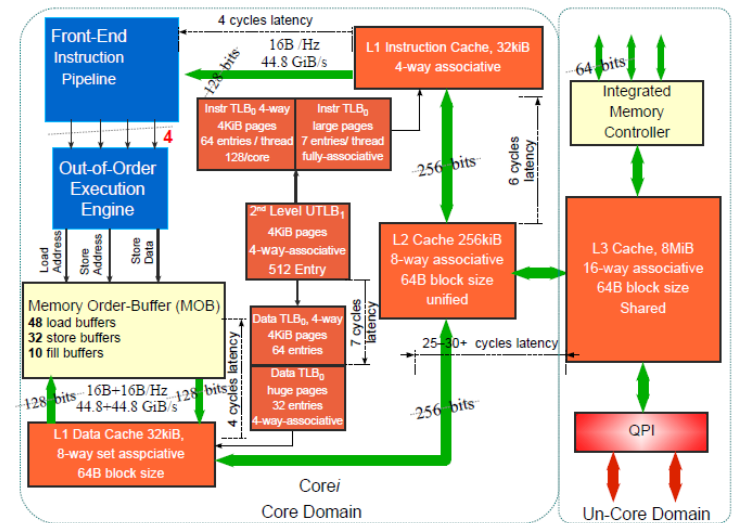 Front-End
Instruction
Pipeline
4 cycles latency
16B /Hz
44.8 GiB/s
128 bits
L1 Instruction Cache, 32kiB
4-way associative
64 bits
Integrated
Memory
Controller
4
Instr TLB0 4-way
4KiB pages
64 entries / thread
128/core
Instr TLB0
large pages
7 entries/ thread
fully-associative
256 bits
6 cycles
latency
Out-of-Order
Execution
Engine
Load
Address
Store
Address
Store
Data
2nd Level UTLB1
4KiB pages
4-way-associative
512 Entry
L2 Cache 256kiB
8-way associative
64B block size
unified
L3 Cache, 8MiB
16-way associative
64B block size
Shared
Memory Order-Buffer (MOB)
48 load buffers
32 store buffers
10 fill buffers
Data TLB0, 4-way
4KiB pages
64 entries
7 cycles
latency
25–30+ cycles latency
Data TLB0
huge pages
32 entries
4-way-associative
4 cycles latency
128 bits
16B+16B/Hz
44.8+44.8 GiB/s
128 bits
256 bits
L1 Data Cache 32kiB,
8-way set asspciative
64B block size
QPI
Corei
Core Domain
Un-Core Domain